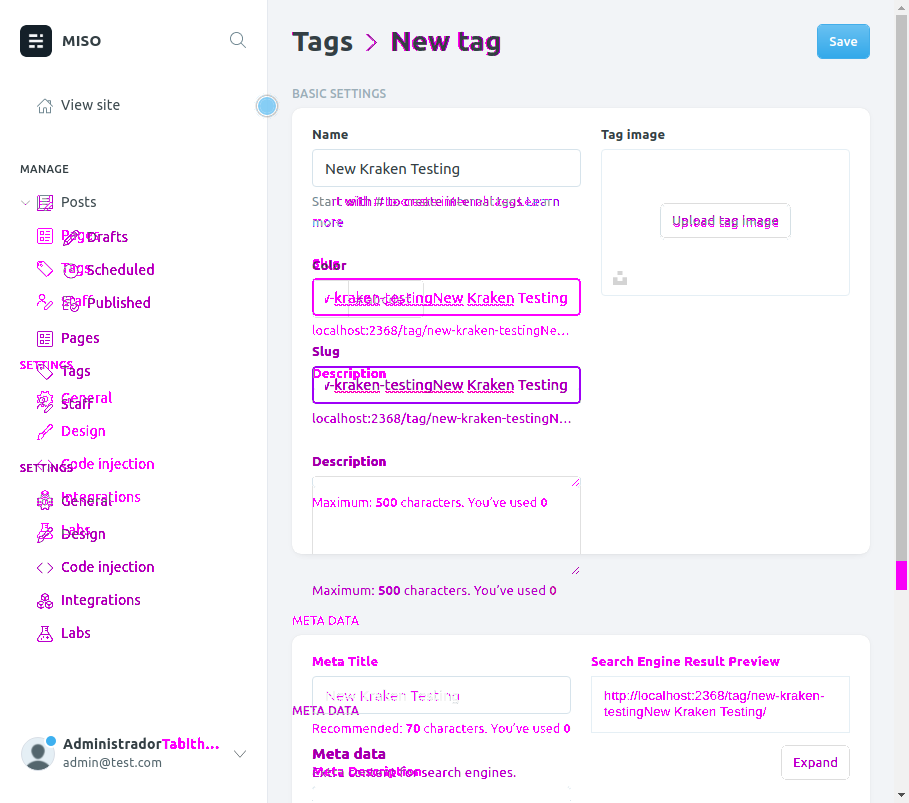 MISO
View site
MANAGE
Posts
Pages
Drafts
Tags
Scheduled
Staff
Published
Pages
SETTINGS
Tags
General
Staff
Design
Code injection
SETTINGS
Integrations
General
Labs
Design
Code injection
Integrations
Labs
Administrador
Tabith...
admin@test.com
Tags > New tag
Save
BASIC SETTINGS
Name
New Kraken Testing
Start with # to create internal tags Learn
more
Slug
Color
v-kraken-testingNew Kraken Testing
localhost:2368/tag/new-kraken-testingNe...
Slug
Description
v-kraken-testingNew Kraken Testing
localhost:2368/tag/new-kraken-testingN...
Description
Maximum: 500 characters. You've used 0
Maximum: 500 characters. You've used 0
Tag image
Upload tag image
META DATA
Meta Title
New Kraken Testing
META DATA
Recommended: 70 characters. You've used 0
Meta data
Meta Description
Extra content for search engines.
Search Engine Result Preview
http://localhost:2368/tag/new-kraken-
testingNew Kraken Testing/
Expand